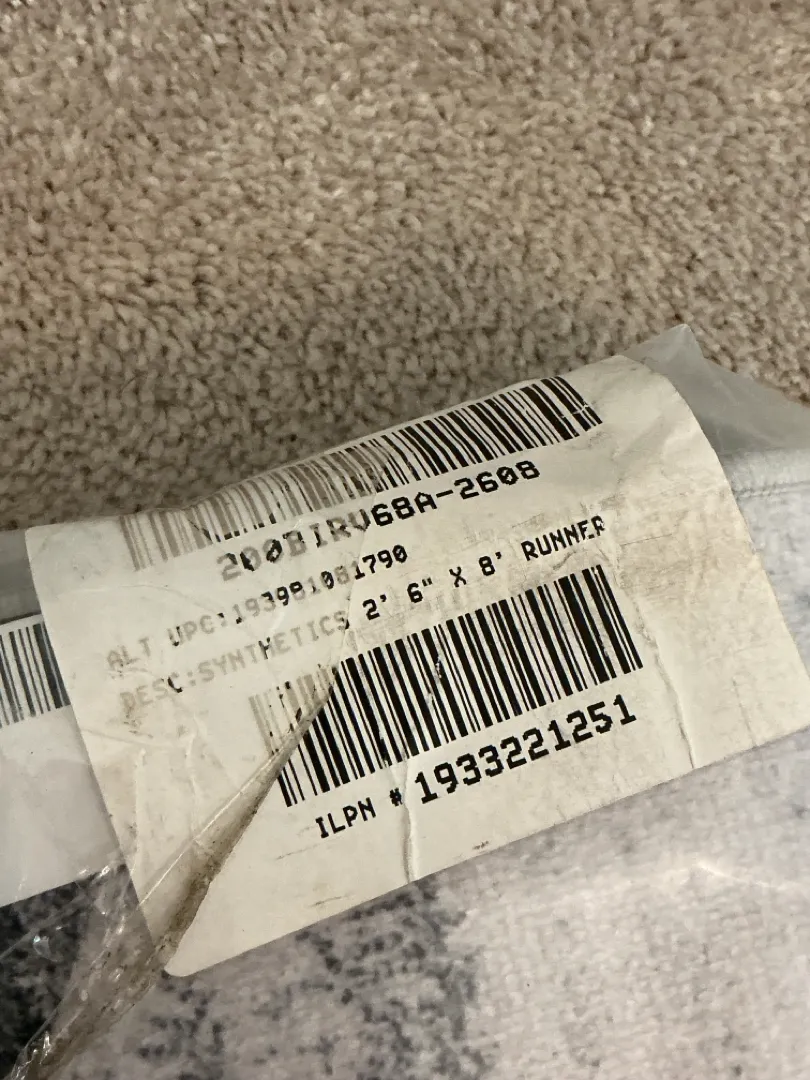 200BIRV68A-2608
ALT UPC:193981081790
DESC:SYNTHETICS 2' 6" X 8' RUNNER
ILPN # 1933221251